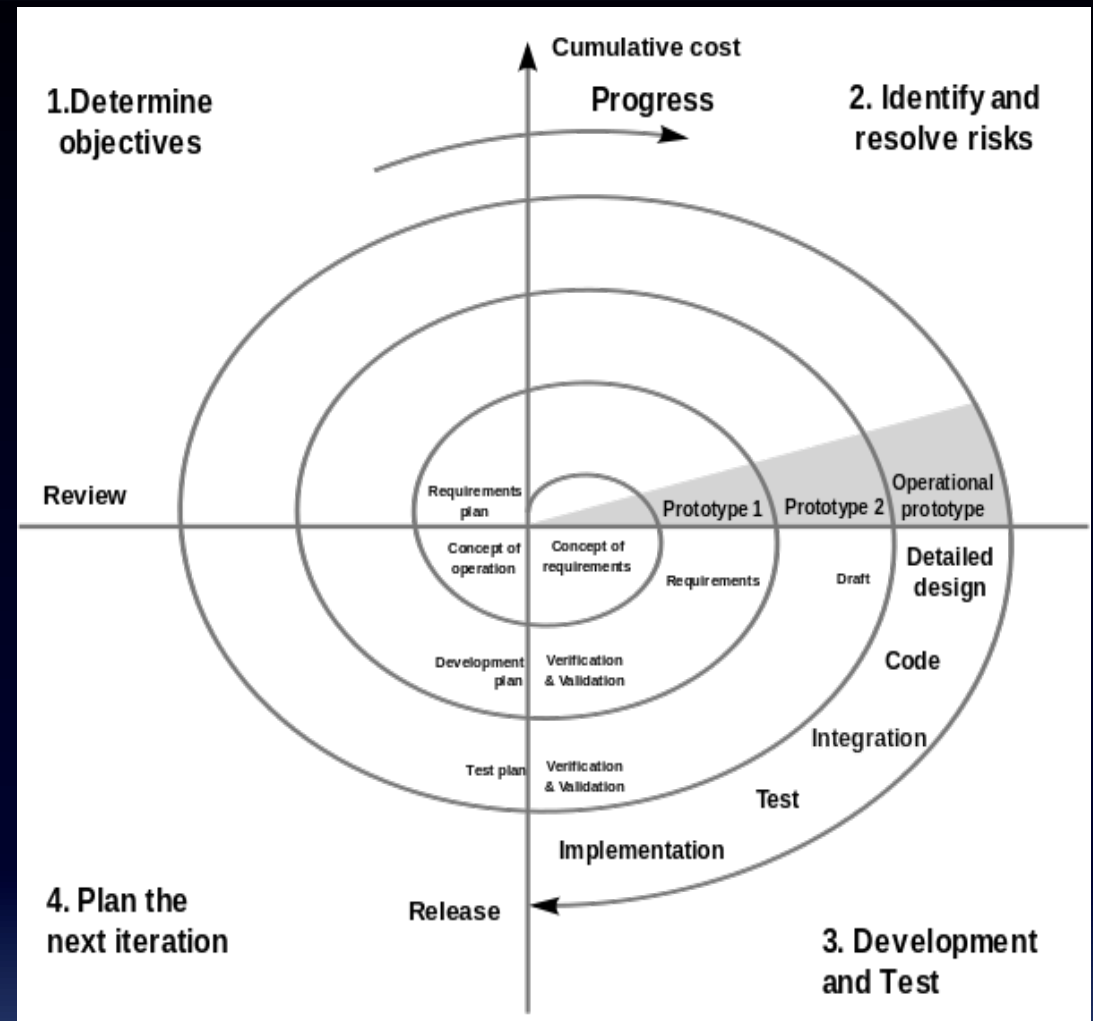 Cumulative cost
1.Determine
objectives
Progress
2. Identify and
resolve risks
Review
Requirements
plan
Prototype 1
Prototype 2
Operational
prototype
Concept of
operation
Concept of
requirements
Requirements
Draft
Detailed
design
Development
plan
Verification
& Validation
Code
Integration
Test plan
Verification
& Validation
Test
Implementation
4. Plan the
next iteration
Release
3. Development
and Test